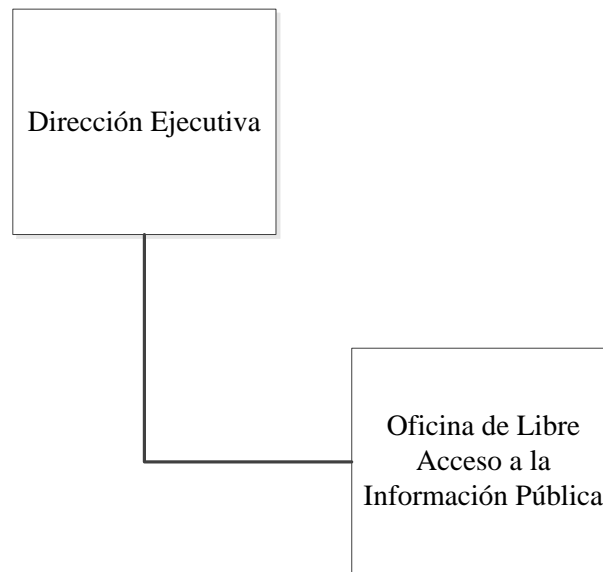 Dirección Ejecutiva
Oficina de Libre
Acceso a la
Información Pública